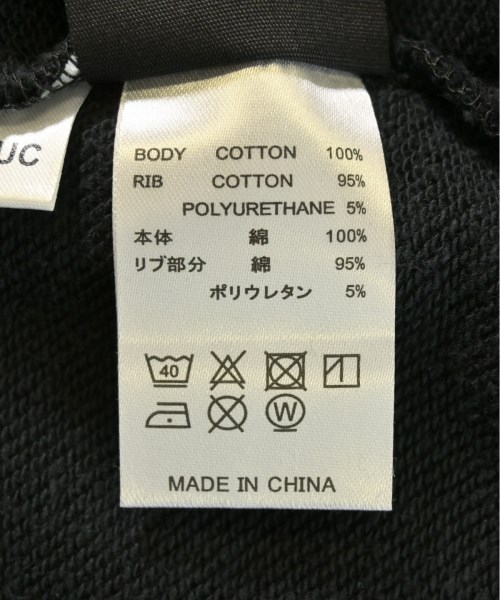 UC
BODY COTTON 100%
RIB COTTON 95%
POLYURETHANE 5%
本体 綿 100%
リブ部分 綿 95%
ポリウレタン 5%
40
W
MADE IN CHINA